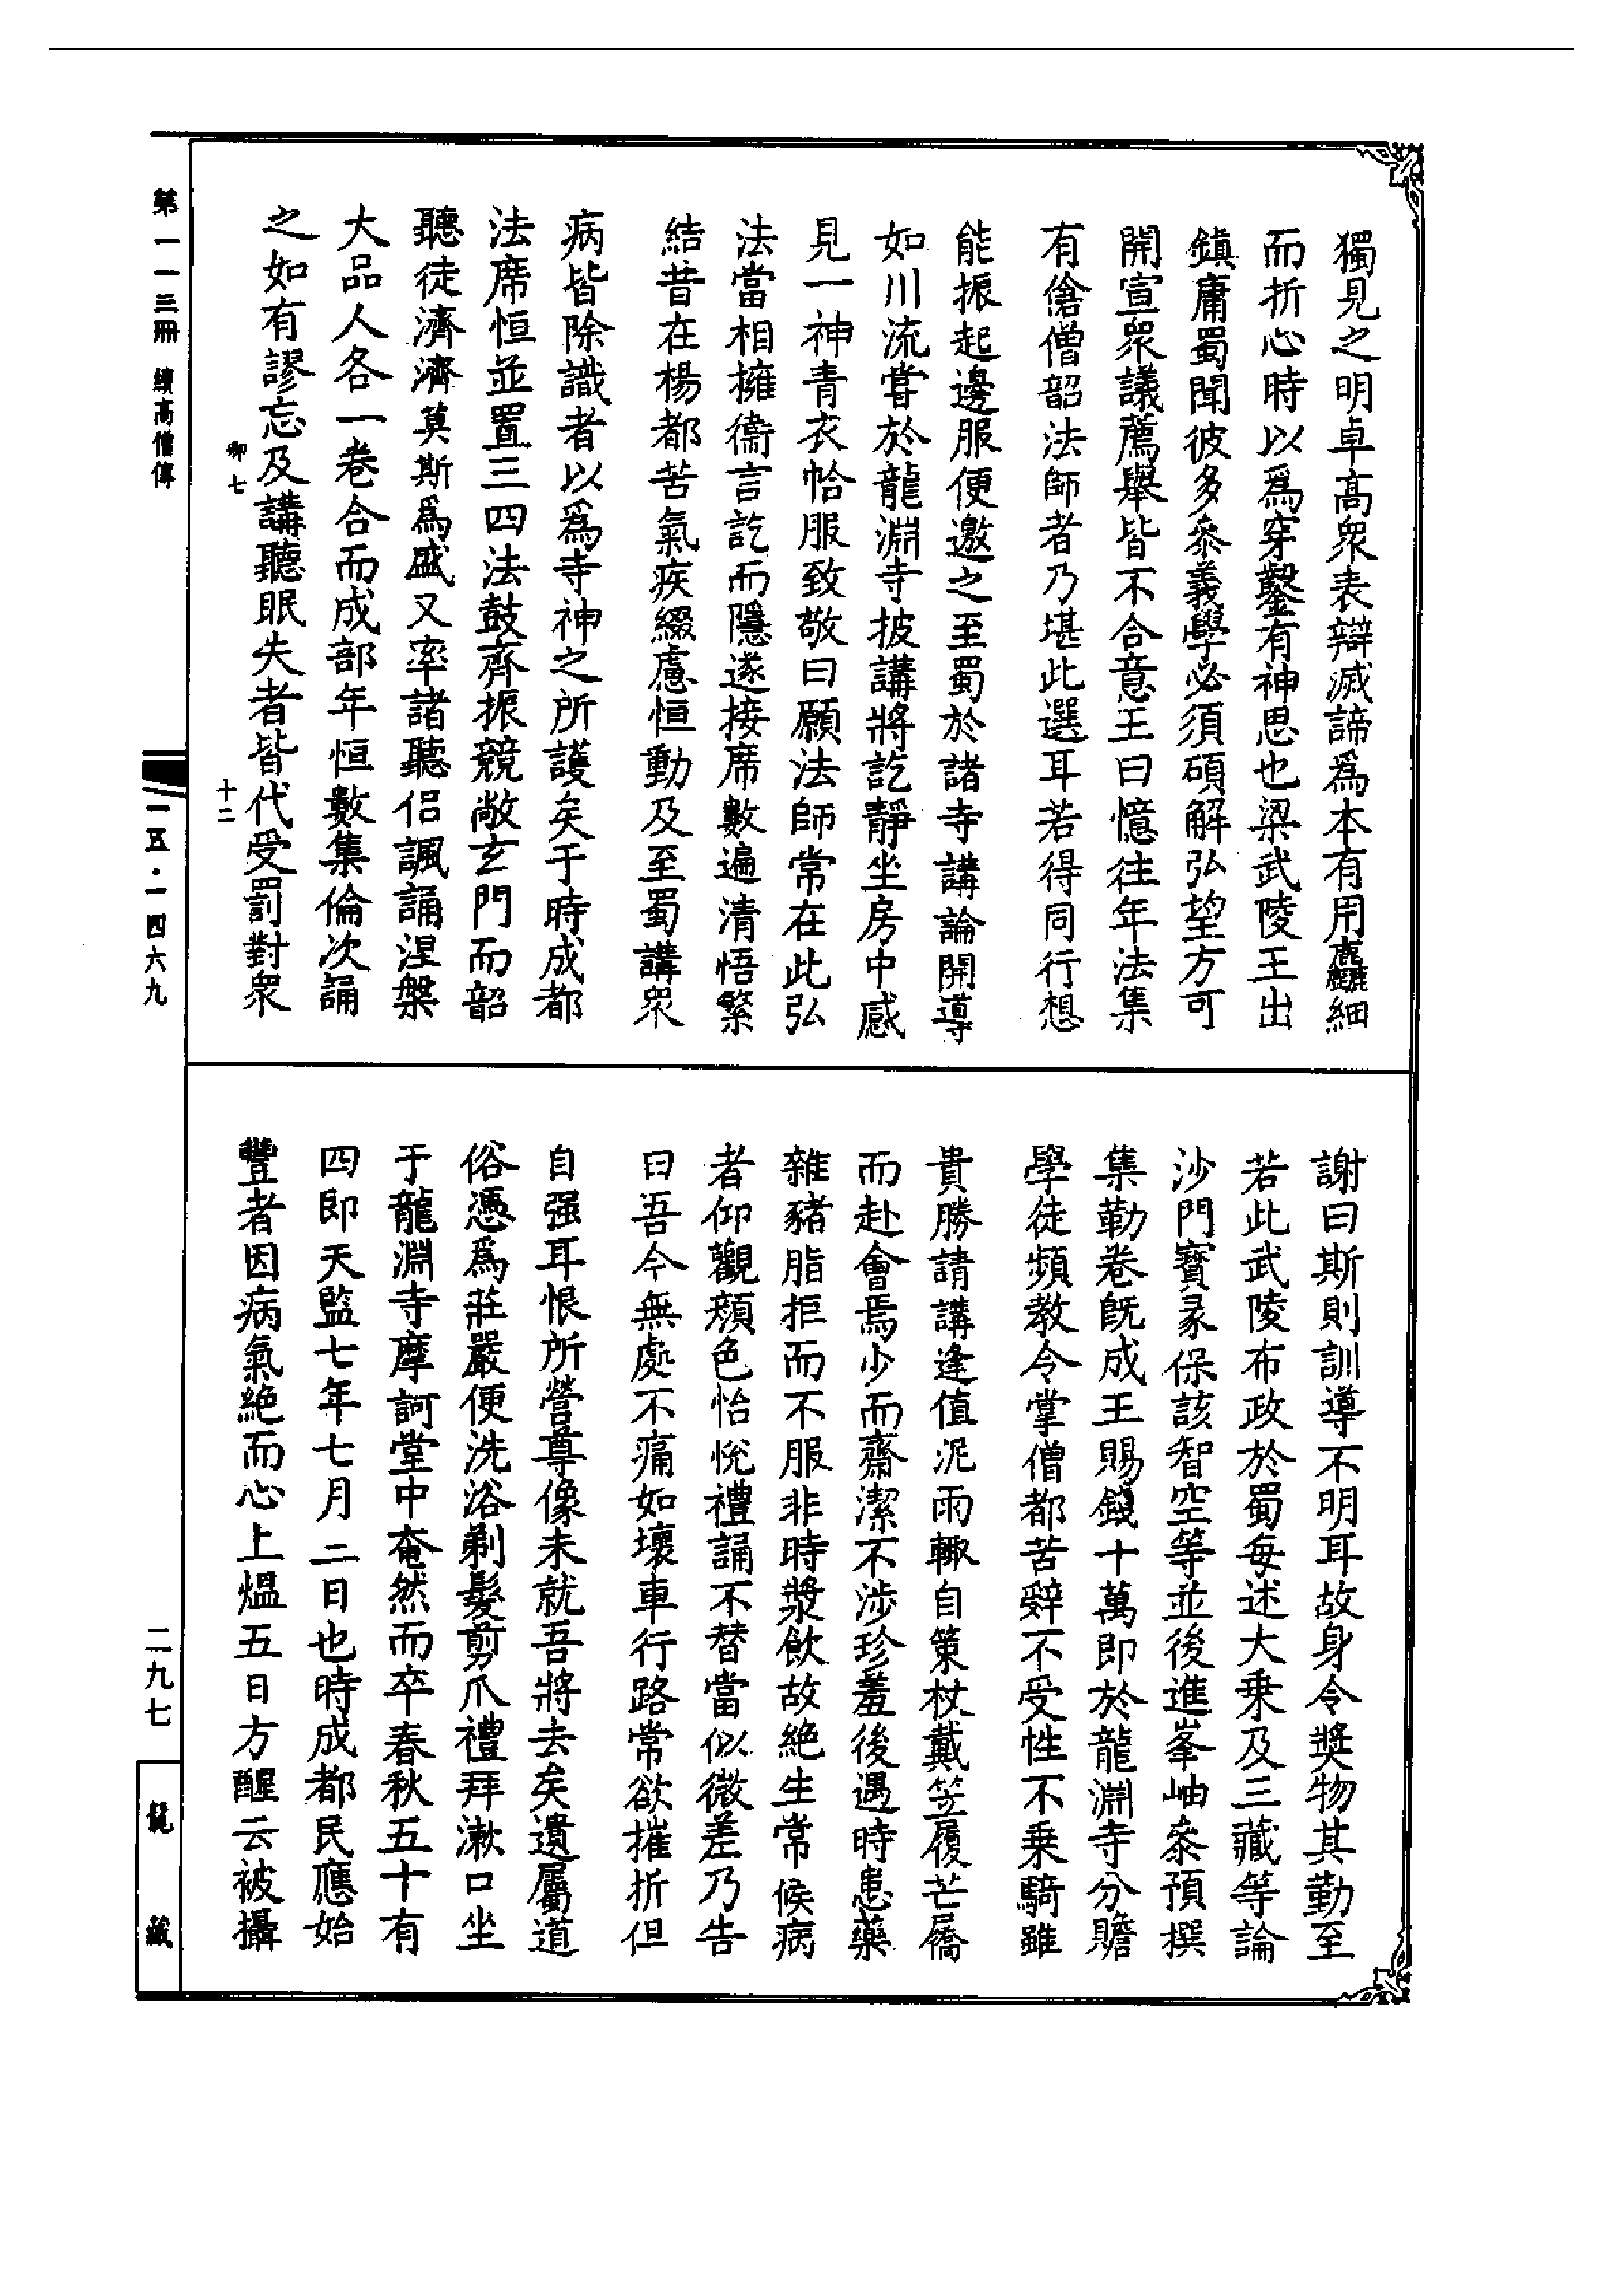 獨見之明卓高衆表辯滅諦爲本有用麤細
而折心時以爲穿鑿有神思也梁武陵王出
鎮庸蜀聞彼多叅義學必須碩解弘望方可
開宣衆議薦舉皆不合意王曰憶往年法集
有傖僧韶法師者乃堪此選耳若得同行想
能振起邊服便邀之至蜀於諸寺講論開導
如川流甞於龍淵寺披講將訖靜坐房中感
見一神青衣帢服致敬曰願法師常在此弘
法當相擁衞言訖而隱遂接席數遍清悟繁
結昔在楊都苦氣疾綴慮恒動及至蜀講衆
病皆除識者以爲寺神之所護矣于時成都
法席恒並置三四法鼓齊振競敞玄門而韶
聽徒濟濟莫斯爲盛又率諸聽侣諷誦涅槃
大品人各一卷合而成部年恒數集倫次誦
之如有謬忘及講聽眠失者皆代受罰對衆
謝曰斯則訓導不明耳故身令奬物其勤至
若此武陵布政於蜀每述大乗及三藏等論
沙門寳彖保該智空等並後進峯岫叅預撰
集勒卷旣成王賜錢十萬即於龍淵寺分贍
學徒頻教令掌僧都苦辭不受性不乗騎雖
貴勝請講逢值泥雨輙自策杖戴笠履芒屩
而赴會焉少而齋潔不涉珍羞後遇時患藥
雜豬脂拒而不服非時漿飲故絶生常候病
者仰觀頹色怡恱禮誦不替當似微差乃告
曰吾今無處不痛如壞車行路常欲摧折但
自强耳恨所營尊像未就吾將去矣遺屬道
俗憑爲莊嚴便洗浴剃髮剪爪禮拜漱口坐
于龍淵寺摩訶堂中奄然而卒春秋五十有
四即天監七年七月二日也時成都民應始
豐者因病氣絶而心上煴五日方醒云被攝
第一一三冊 續高僧傳
卿七
十二
一五·一四六九
二九七
龍藏